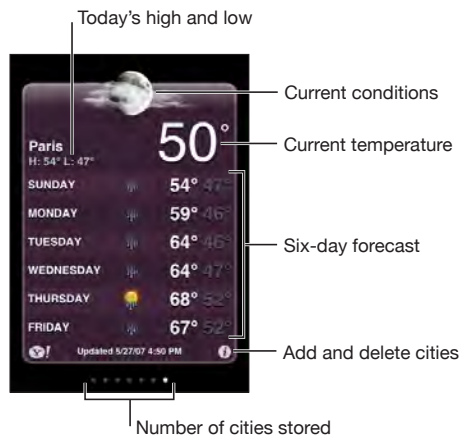 Today's high and low
Current conditions
50°
Current temperature
Paris
H: 54° L: 47°
SUNDAY 54° 47°
MONDAY 59° 46°
TUESDAY 64° 46°
Six-day forecast
WEDNESDAY 64° 47°
THURSDAY 68° 52°
FRIDAY 67° 52°
Y! Updated 5/27/07 4:50 PM i
Add and delete cities
Number of cities stored